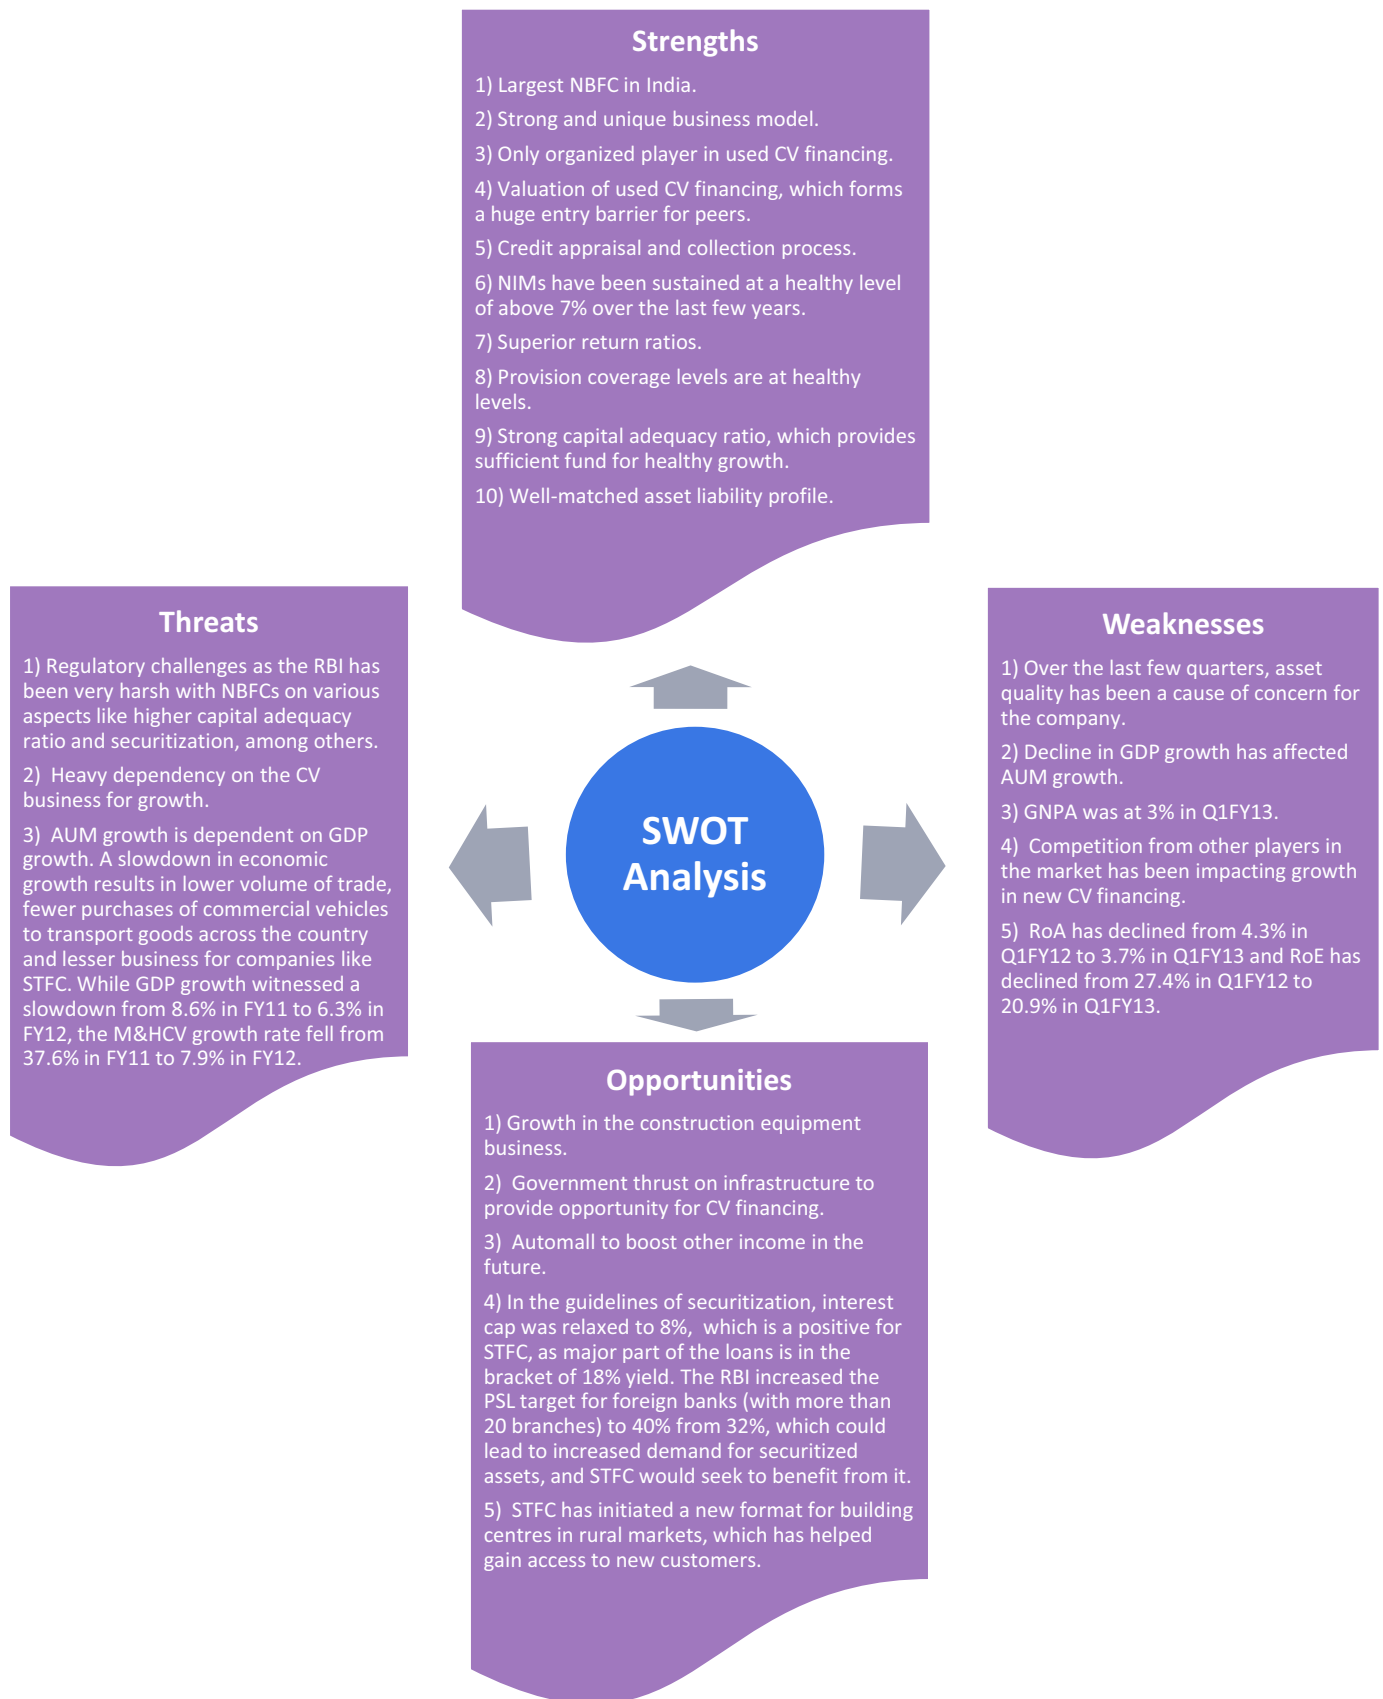 Strengths
1) Largest NBFC in India.
2) Strong and unique business model.
3) Only organized player in used CV financing.
4) Valuation of used CV financing, which forms
a huge entry barrier for peers.
5) Credit appraisal and collection process.
6) NIMs have been sustained at a healthy level
of above 7% over the last few years.
7) Superior return ratios.
8) Provision coverage levels are at healthy
levels.
9) Strong capital adequacy ratio, which provides
sufficient fund for healthy growth.
10) Well-matched asset liability profile.
Threats
1) Regulatory challenges as the RBI has
been very harsh with NBFCs on various
aspects like higher capital adequacy
ratio and securitization, among others.
2) Heavy dependency on the CV
business for growth.
3) AUM growth is dependent on GDP
growth. A slowdown in economic
growth results in lower volume of trade,
fewer purchases of commercial vehicles
to transport goods across the country
and lesser business for companies like
STFC. While GDP growth witnessed a
slowdown from 8.6% in FY11 to 6.3% in
FY12, the M&HCV growth rate fell from
37.6% in FY11 to 7.9% in FY12.
SWOT
Analysis
Weaknesses
1) Over the last few quarters, asset
quality has been a cause of concern for
the company.
2) Decline in GDP growth has affected
AUM growth.
3) GNPA was at 3% in Q1FY13.
4) Competition from other players in
the market has been impacting growth
in new CV financing.
5) RoA has declined from 4.3% in
Q1FY12 to 3.7% in Q1FY13 and RoE has
declined from 27.4% in Q1FY12 to
20.9% in Q1FY13.
Opportunities
1) Growth in the construction equipment
business.
2) Government thrust on infrastructure to
provide opportunity for CV financing.
3) Automall to boost other income in the
future.
4) In the guidelines of securitization, interest
cap was relaxed to 8%, which is a positive for
STFC, as major part of the loans is in the
bracket of 18% yield. The RBI increased the
PSL target for foreign banks (with more than
20 branches) to 40% from 32%, which could
lead to increased demand for securitized
assets, and STFC would seek to benefit from it.
5) STFC has initiated a new format for building
centres in rural markets, which has helped
gain access to new customers.